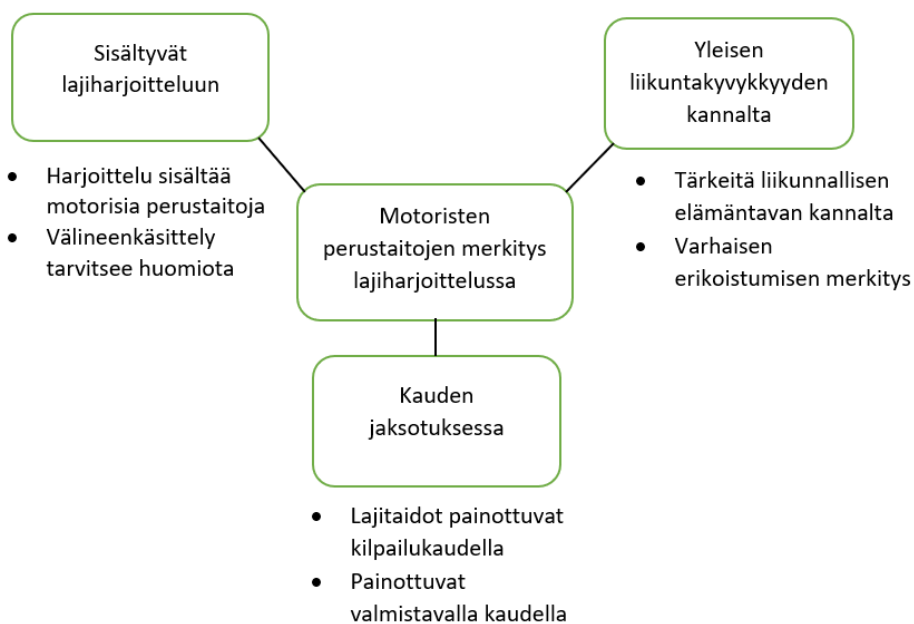 Sisältyvät
lajiharjoitteluun
• Harjoittelu sisältää
motorisia perustaitoja
• Välineenkäsittely
tarvitsee huomiota
Yleisen
liikuntakyvykkyyden
kannalta
• Tärkeitä liikunnallisen
elämäntavan kannalta
• Varhaisen
erikoistumisen merkitys
Motoristen
perustaitojen merkitys
lajiharjoittelussa
Kauden
jaksotuksessa
• Lajitaidot painottuvat
kilpailukaudella
• Painottuvat
valmistavalla kaudella